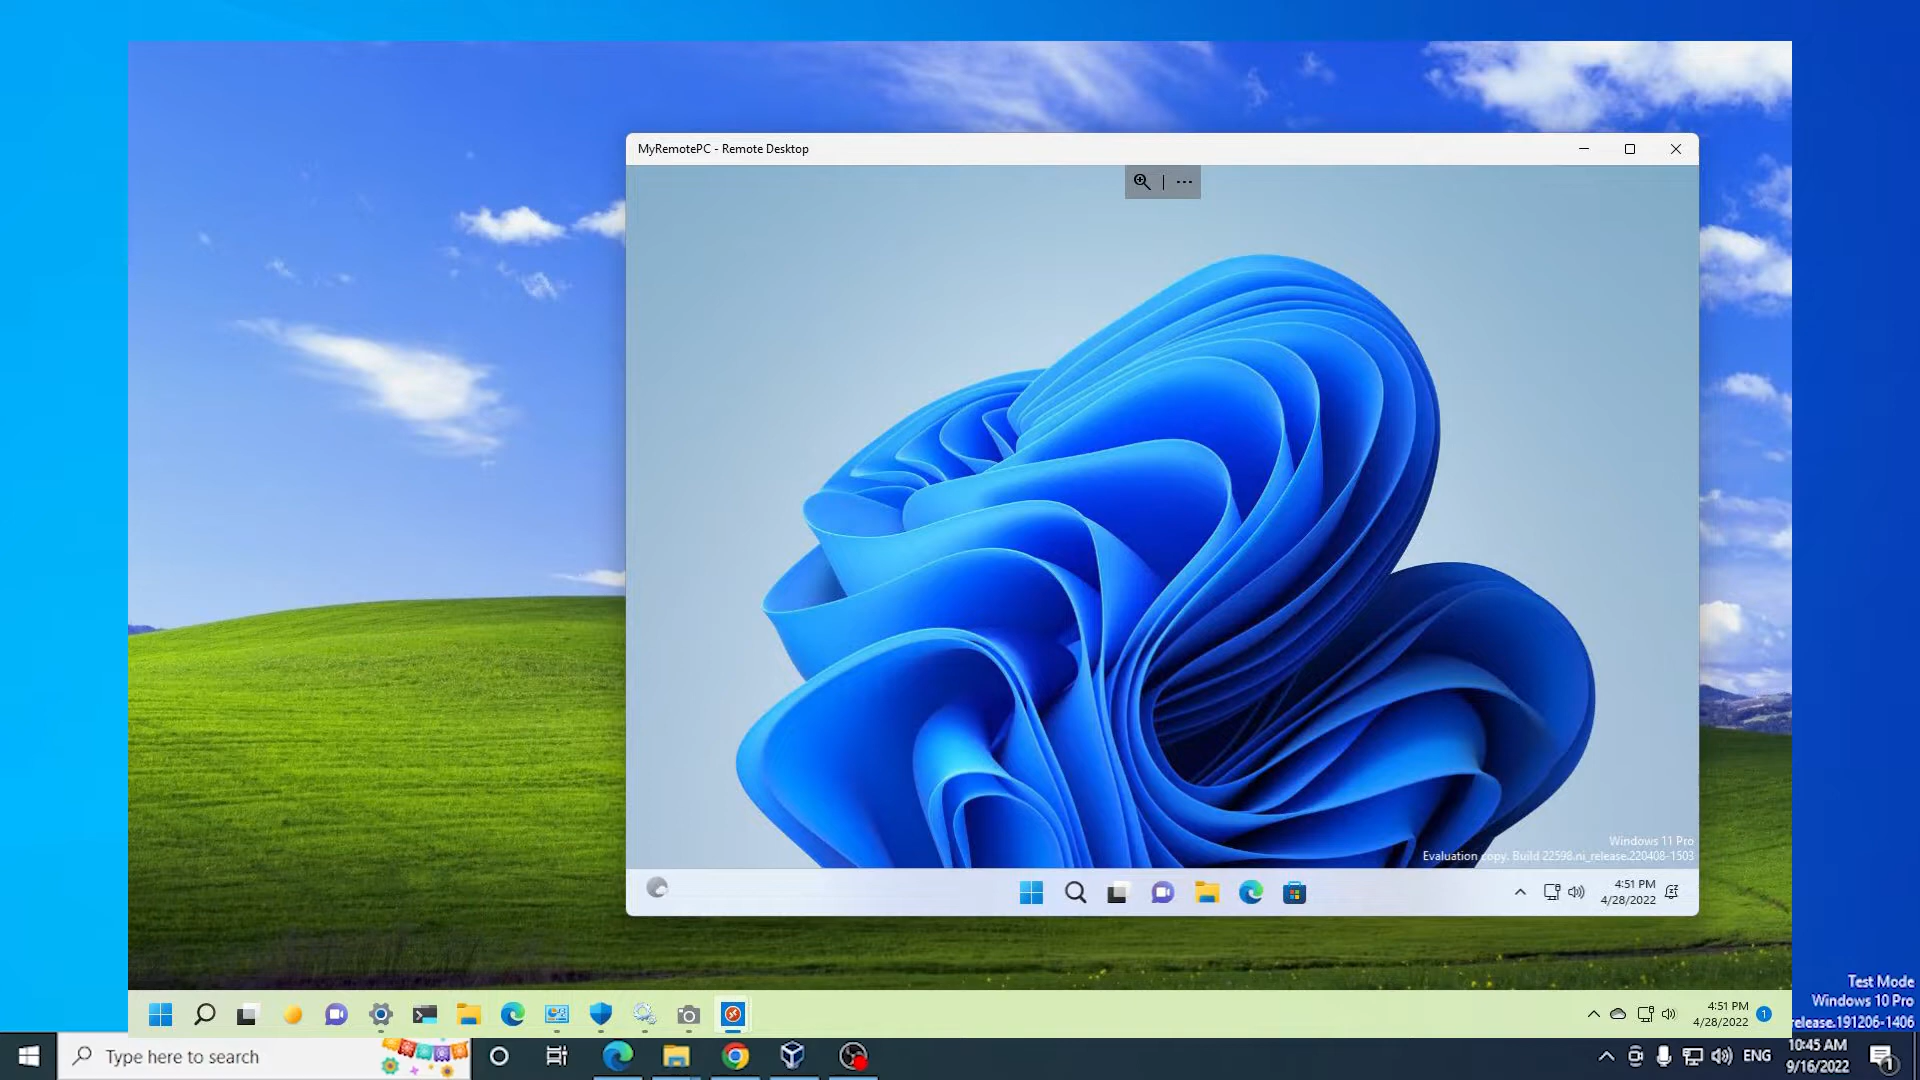 MyRemotePC - Remote Desktop
Windows 11 Pro
Evaluation copy. Build 22598.ni_release.220408-1503
4:51 PM
4/28/2022
Test Mode
Windows 10 Pro
release.191206-1406
4:51 PM
4/28/2022
1
Type here to search
ENG
10:45 AM
9/16/2022
1